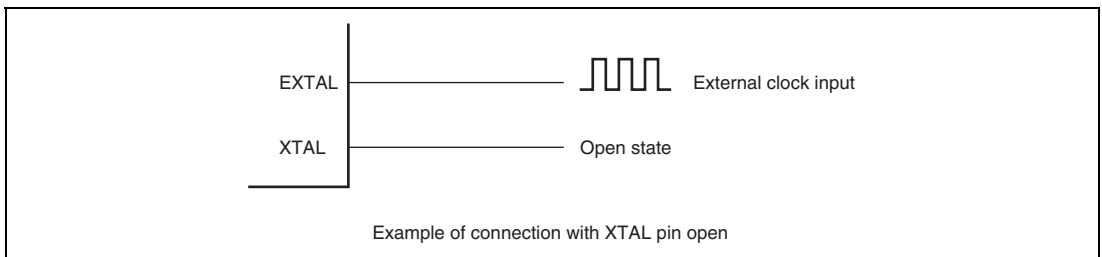 EXTAL External clock input
XTAL Open state
Example of connection with XTAL pin open